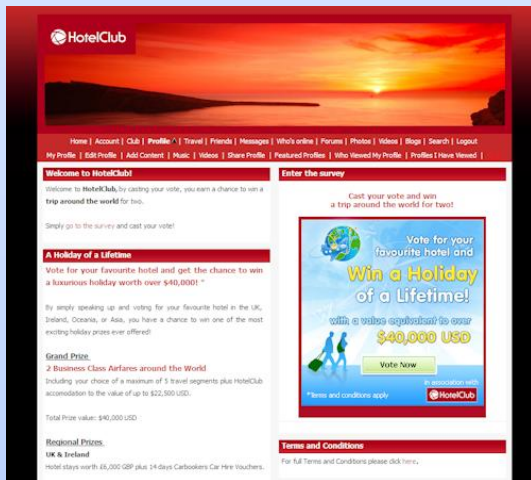 HotelClub
Home | Account | Club | Profile | Travel | Friends | Messages | Who's online | Forums | Photos | Videos | Blogs | Search | Logout
My Profile | Edit Profile | Add Content | Music | Videos | Share Profile | Featured Profiles | Who Viewed My Profile | Profiles I Have Viewed |
Welcome to HotelClub!
Welcome to HotelClub, by casting your vote, you earn a chance to win a
trip around the world for two.
Simply go to the survey and cast your vote!
A Holiday of a Lifetime
Vote for your favourite hotel and get the chance to win
a luxurious holiday worth over $40,000! "
By simply speaking up and voting for your favourite hotel in the UK,
Ireland, Oceania, or Asia, you have a chance to win one of the most
exciting holiday prizes ever offered!
Grand Prize
2 Business Class Airfares around the World
Including your choice of a maximum of 5 travel segments plus HotelClub
accomodation to the value of up to $22,500 USD.
Total Prize value: $40,000 USD
Regional Prizes
UK & Ireland
Hotel stays worth £6,000 GBP plus 14-days Carbookers Car Hire Vouchers.
Enter the survey
Cast your vote and win
a trip around the world for two!
Vote for your
favourite hotel and
Win a Holiday
of a Lifetime!
with a value equivalent to over
$40,000 USD
Vote Now
in association with
*Terms and conditions apply
HotelClub
Terms and Conditions
For full Terms and Conditions please click here.